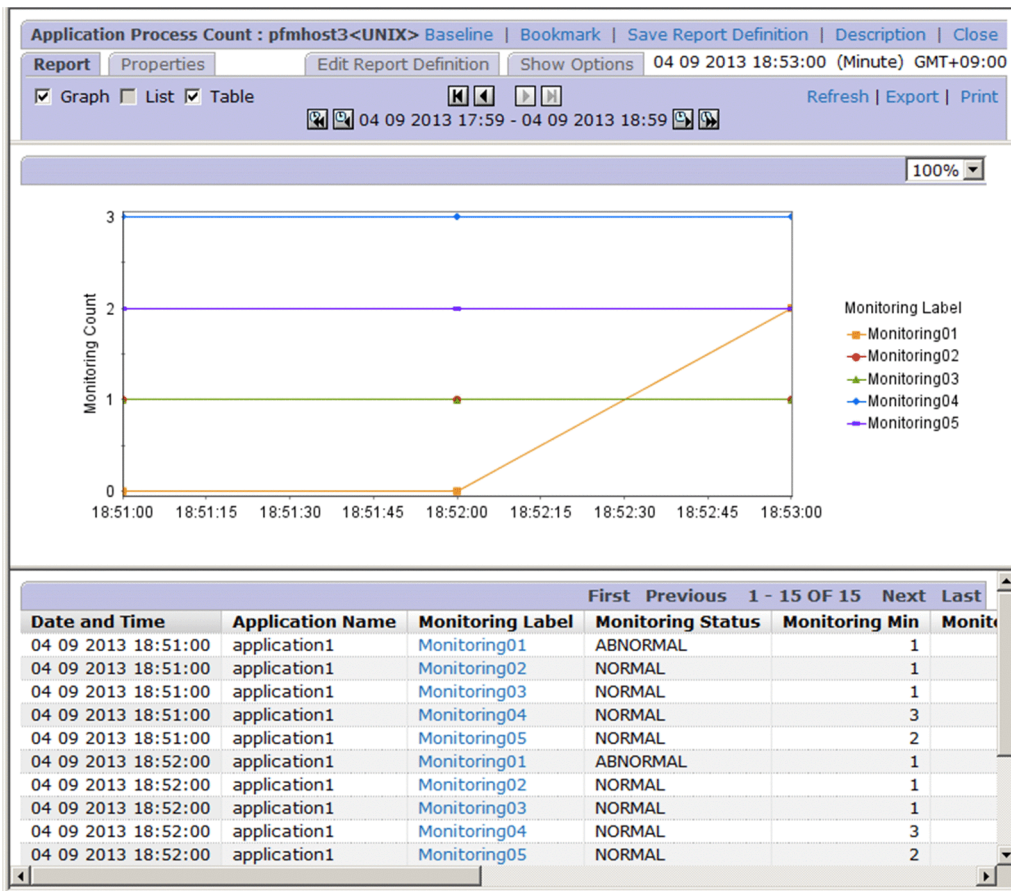 Application Process Count : pfmhost3<UNIX> Baseline | Bookmark | Save Report Definition | Description | Close
Report Properties Edit Report Definition Show Options 04 09 2013 18:53:00 (Minute) GMT+09:00
Graph List Table Refresh | Export | Print
04 09 2013 17:59 - 04 09 2013 18:59
100%
3
2
1
0
Monitoring Count
18:51:00 18:51:15 18:51:30 18:51:45 18:52:00 18:52:15 18:52:30 18:52:45 18:53:00
Monitoring Label
Monitoring01
Monitoring02
Monitoring03
Monitoring04
Monitoring05
First Previous 1 - 15 OF 15 Next Last
Date and Time Application Name Monitoring Label Monitoring Status Monitoring Min Monito
04 09 2013 18:51:00 application1 Monitoring01 ABNORMAL 1
04 09 2013 18:51:00 application1 Monitoring02 NORMAL 1
04 09 2013 18:51:00 application1 Monitoring03 NORMAL 1
04 09 2013 18:51:00 application1 Monitoring04 NORMAL 3
04 09 2013 18:51:00 application1 Monitoring05 NORMAL 2
04 09 2013 18:52:00 application1 Monitoring01 ABNORMAL 1
04 09 2013 18:52:00 application1 Monitoring02 NORMAL 1
04 09 2013 18:52:00 application1 Monitoring03 NORMAL 1
04 09 2013 18:52:00 application1 Monitoring04 NORMAL 3
04 09 2013 18:52:00 application1 Monitoring05 NORMAL 2